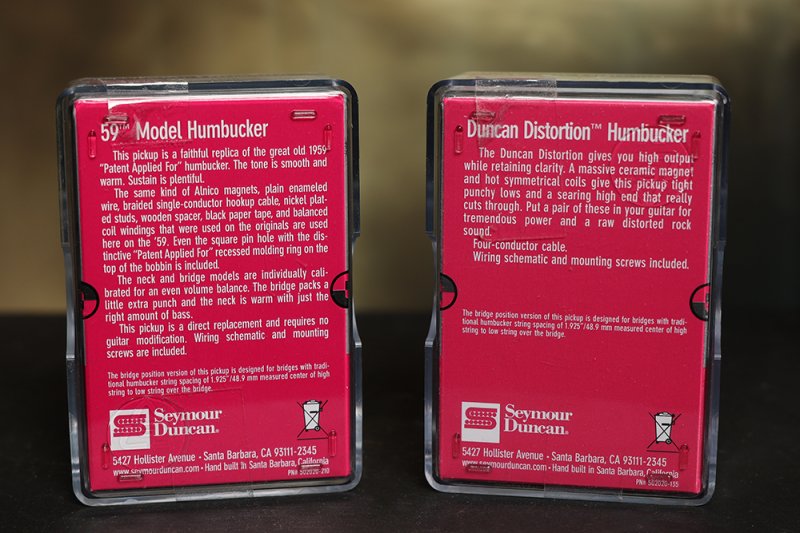 59™ Model Humbucker
This pickup is a faithful replica of the great old 1959
"Patent Applied For" humbucker. The tone is smooth and
warm. Sustain is plentiful.
The same kind of Alnico magnets, plain enameled
wire, braided single-conductor hookup cable, nickel plat-
ed studs, wooden spacer, black paper tape, and balanced
coil windings that were used on the originals are used
here on the '59. Even the square pin hole with the dis-
tinctive "Patent Applied For" recessed molding ring on the
top of the bobbin is included.
The neck and bridge models are individually cali-
brated for an even volume balance. The bridge packs a
little extra punch and the neck is warm with just the
right amount of bass.
This pickup is a direct replacement and requires no
guitar modification. Wiring schematic and mounting
screws are included.
The bridge position version of this pickup is designed for bridges with tradi-
tional humbucker string spacing of 1.925"/48.9 mm measured center of high
string to low string over the bridge.
Seymour
Duncan®
5427 Hollister Avenue • Santa Barbara, CA 93111-2345
www.seymourduncan.com • Hand built in Santa Barbara, California
PN# 502020-210
Duncan Distortion™ Humbucker
The Duncan Distortion gives you high output
while retaining clarity. A massive ceramic magnet
and hot symmetrical coils give this pickup tight
punchy lows and a searing high end that really
cuts through. Put a pair of these in your guitar for
tremendous power and a raw distorted rock
sound.
Four-conductor cable.
Wiring schematic and mounting screws included.
The bridge position version of this pickup is designed for bridges with tradi-
tional humbucker string spacing of 1.925"/48.9 mm measured center of high
string to low string over the bridge.
Seymour
Duncan®
5427 Hollister Avenue • Santa Barbara, CA 93111-2345
www.seymourduncan.com • Hand built in Santa Barbara, California
PN# 502020-135